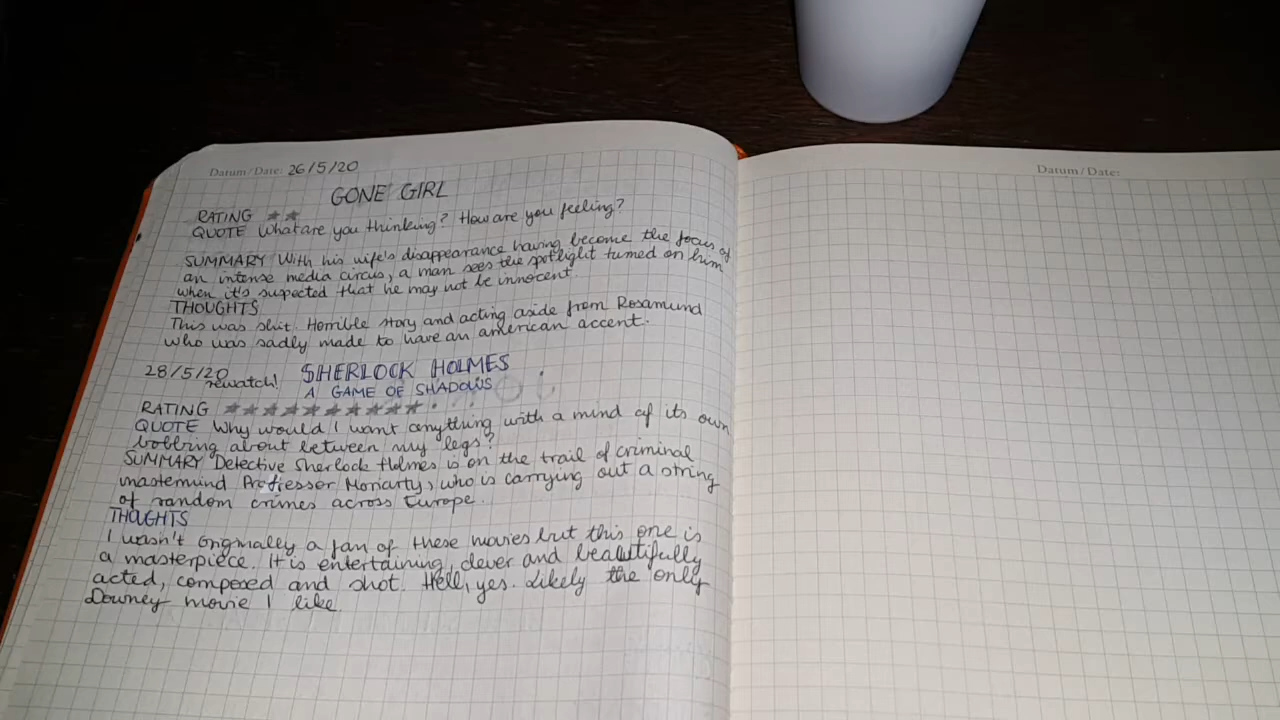 Datum/Date: 26/5/20
GONE GIRL
RATING ★★
QUOTE What are you thinking? How are you feeling?
SUMMARY With his wife's disappearance having become the focus of
an intense media circus, a man sees the spotlight turned on him
when it's suspected that he may not be innocent.
THOUGHTS
This was shit. Horrible story and acting aside from Rosamund
who was sadly made to have an american accent.
28/5/20 SHERLOCK HOLMES
rewatch! A GAME OF SHADOWS
RATING ★★★★★★★★★★
QUOTE Why would I want anything with a mind of its own
bobbing about between my legs?
SUMMARY Detective Sherlock Holmes is on the trail of criminal
mastermind Professor Moriarty, who is carrying out a string
of random crimes across Europe.
THOUGHTS
I wasn't originally a fan of these movies but this one is
a masterpiece. It is entertaining, clever and beautifully
acted, composed and shot. Hell, yes. Likely the only
Downey movie I like.
Datum/Date: